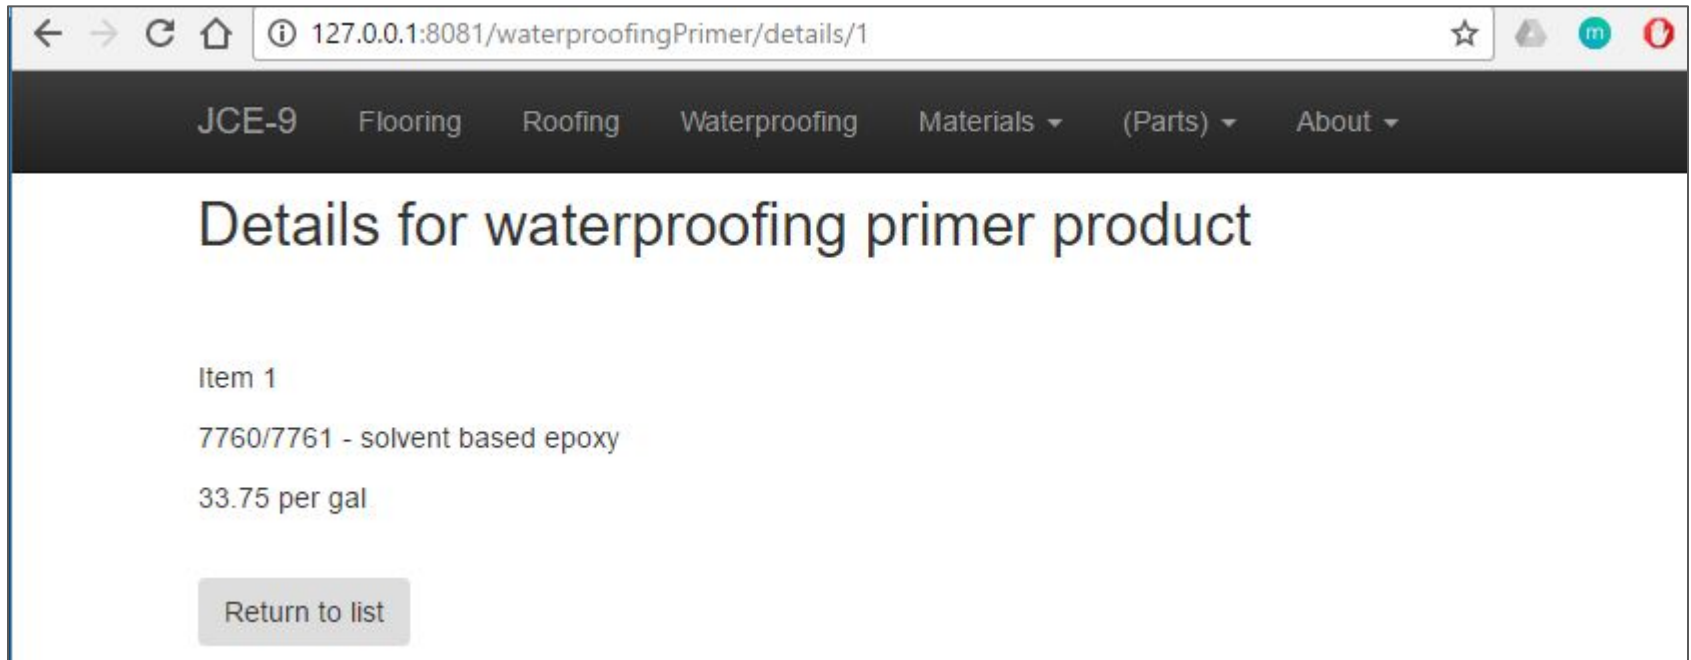 127.0.0.1:8081/waterproofingPrimer/details/1 m
JCE-9 Flooring Roofing Waterproofing Materials (Parts) About
Details for waterproofing primer product
Item 1
7760/7761 - solvent based epoxy
33.75 per gal
Return to list